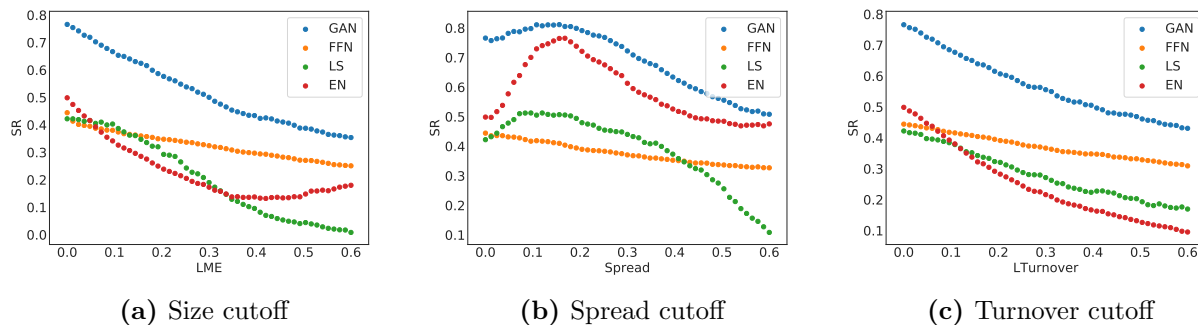 0.8
0.7
0.6
0.5
0.4
0.3
0.2
0.1
0.0
SR
GAN
FFN
LS
EN
0.0 0.1 0.2 0.3 0.4 0.5 0.6
LME
(a) Size cutoff
0.8
0.7
0.6
0.5
0.4
0.3
0.2
0.1
SR
GAN
FFN
LS
EN
0.0 0.1 0.2 0.3 0.4 0.5 0.6
Spread
(b) Spread cutoff
0.8
0.7
0.6
0.5
0.4
0.3
0.2
0.1
SR
GAN
FFN
LS
EN
0.0 0.1 0.2 0.3 0.4 0.5 0.6
LTurnover
(c) Turnover cutoff